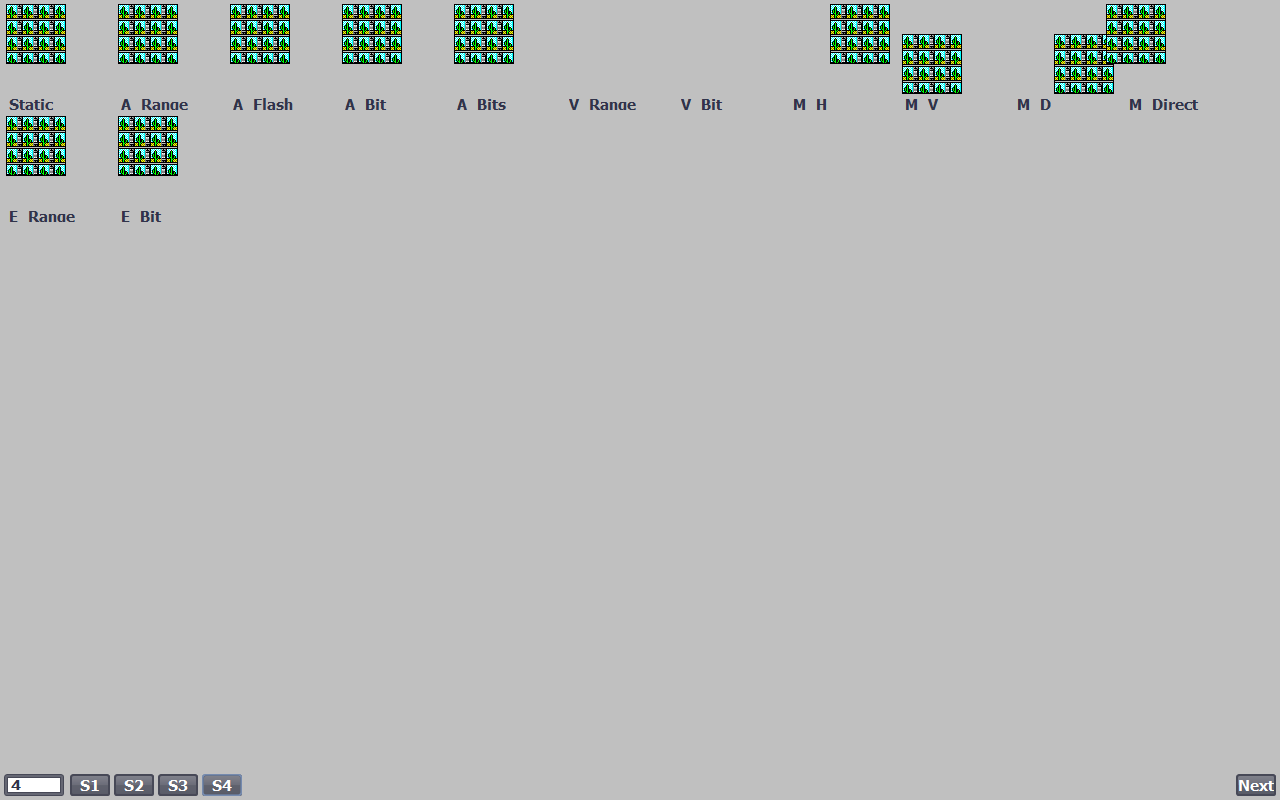 Static A Range A Flash A Bit A Bits V Range V Bit M H M V M D M Direct
E Range E Bit
4 S1 S2 S3 S4 Next